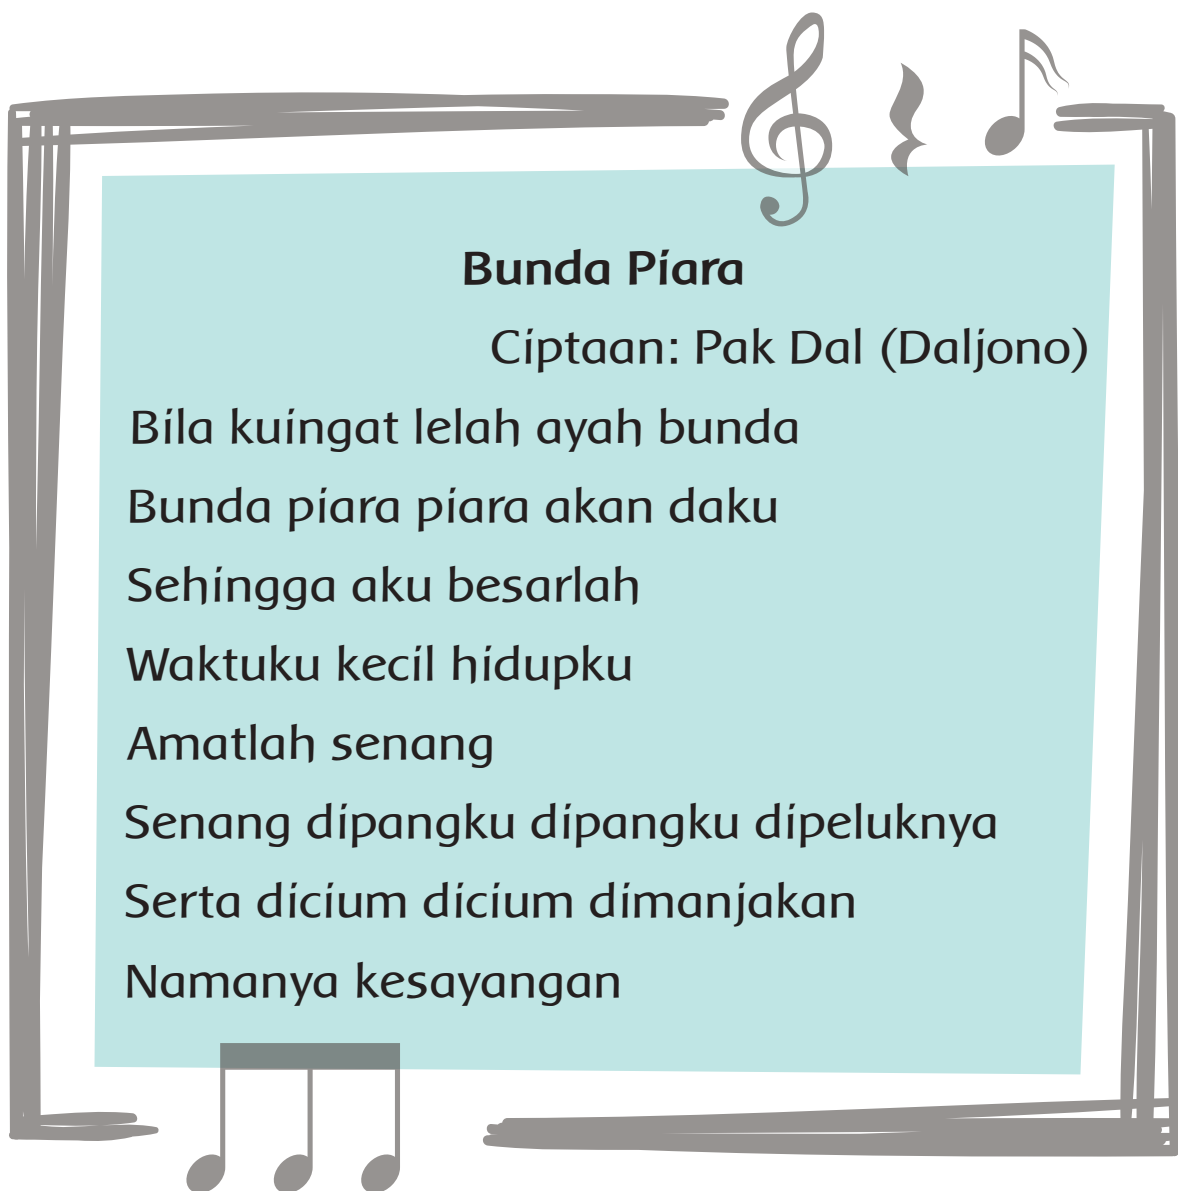 Bunda Piara
Ciptaan: Pak Dal (Daljono)
Bila kuingat lelah ayah bunda
Bunda piara piara akan daku
Sehingga aku besarlah
Waktuku kecil hidupku
Amatlah senang
Senang dipangku dipangku dipeluknya
Serta dicium dicium dimanjakan
Namanya kesayangan